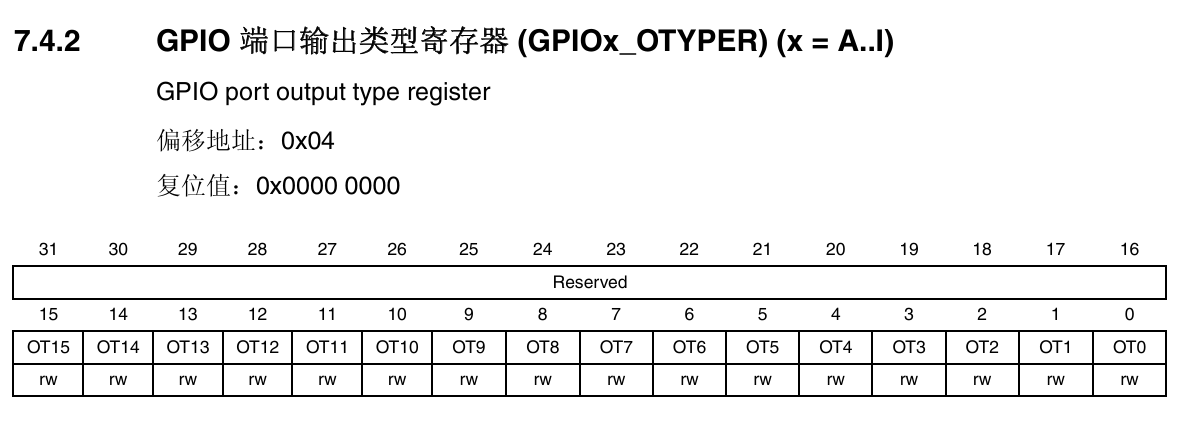 7.4.2 GPIO 端口输出类型寄存器 (GPIOx_OTYPER) (x = A..I)
GPIO port output type register
偏移地址：0x04
复位值：0x0000 0000
31 30 29 28 27 26 25 24 23 22 21 20 19 18 17 16
Reserved
15 14 13 12 11 10 9 8 7 6 5 4 3 2 1 0
OT15 OT14 OT13 OT12 OT11 OT10 OT9 OT8 OT7 OT6 OT5 OT4 OT3 OT2 OT1 OT0
rw rw rw rw rw rw rw rw rw rw rw rw rw rw rw rw